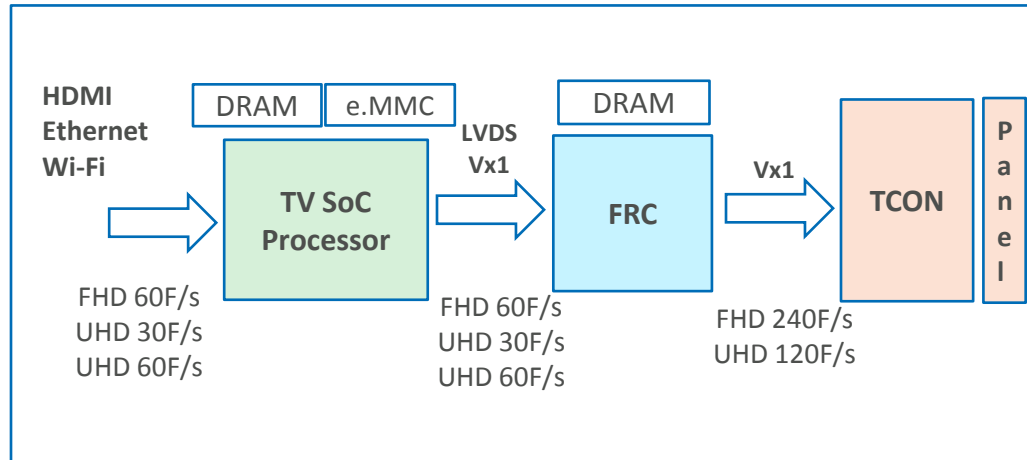 HDMI
Ethernet
Wi-Fi
DRAM
e.MMC
TV SoC
Processor
FHD 60F/s
UHD 30F/s
UHD 60F/s
LVDS
Vx1
FHD 60F/s
UHD 30F/s
UHD 60F/s
DRAM
FRC
Vx1
FHD 240F/s
UHD 120F/s
TCON
Panel